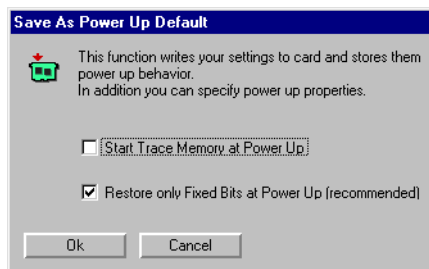 Save As Power Up Default
This function writes your settings to card and stores them
power up behavior.
In addition you can specify power up properties.
Start Trace Memory at Power Up
Restore only Fixed Bits at Power Up (recommended)
Ok
Cancel